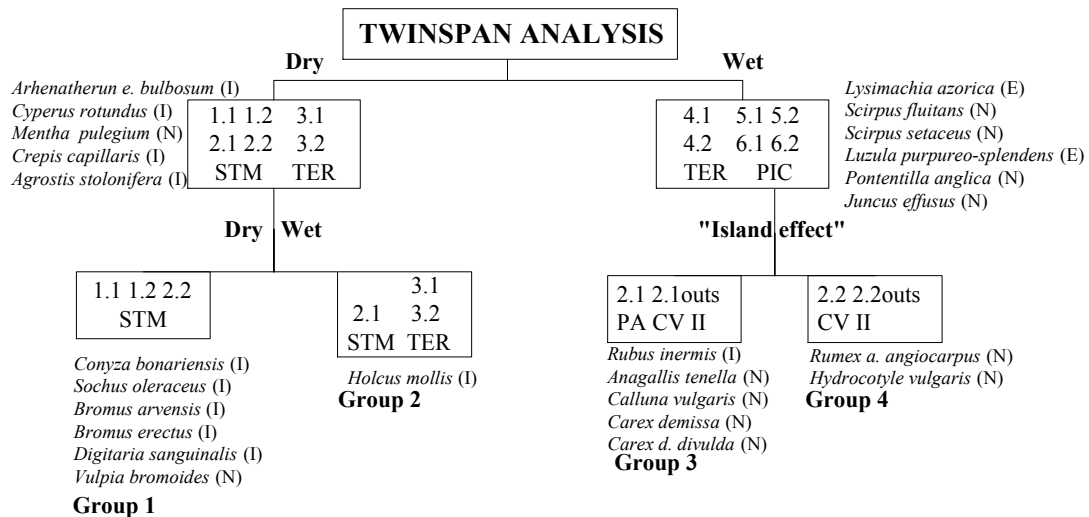 TWINSPAN ANALYSIS
Dry
Wet
Arhenatherun e. bulbosum (I)
Cyperus rotundus (I)
Mentha pulegium (N)
Crepis capillaris (I)
Agrostis stolonifera (I)
1.1 1.2 3.1
2.1 2.2 3.2
STM TER
4.1 5.1 5.2
4.2 6.1 6.2
TER PIC
Lysimachia azorica (E)
Scirpus fluitans (N)
Scirpus setaceus (N)
Luzula purpureo-splendens (E)
Pontentilla anglica (N)
Juncus effusus (N)
Dry Wet
"Island effect"
1.1 1.2 2.2
STM
3.1
2.1 3.2
STM TER
2.1 2.1outs
PA CV II
2.2 2.2outs
CV II
Conyza bonariensis (I)
Sochus oleraceus (I)
Bromus arvensis (I)
Bromus erectus (I)
Digitaria sanguinalis (I)
Vulpia bromoides (N)
Group 1
Holcus mollis (I)
Group 2
Rubus inermis (I)
Anagallis tenella (N)
Calluna vulgaris (N)
Carex demissa (N)
Carex d. divulda (N)
Group 3
Rumex a. angiocarpus (N)
Hydrocotyle vulgaris (N)
Group 4